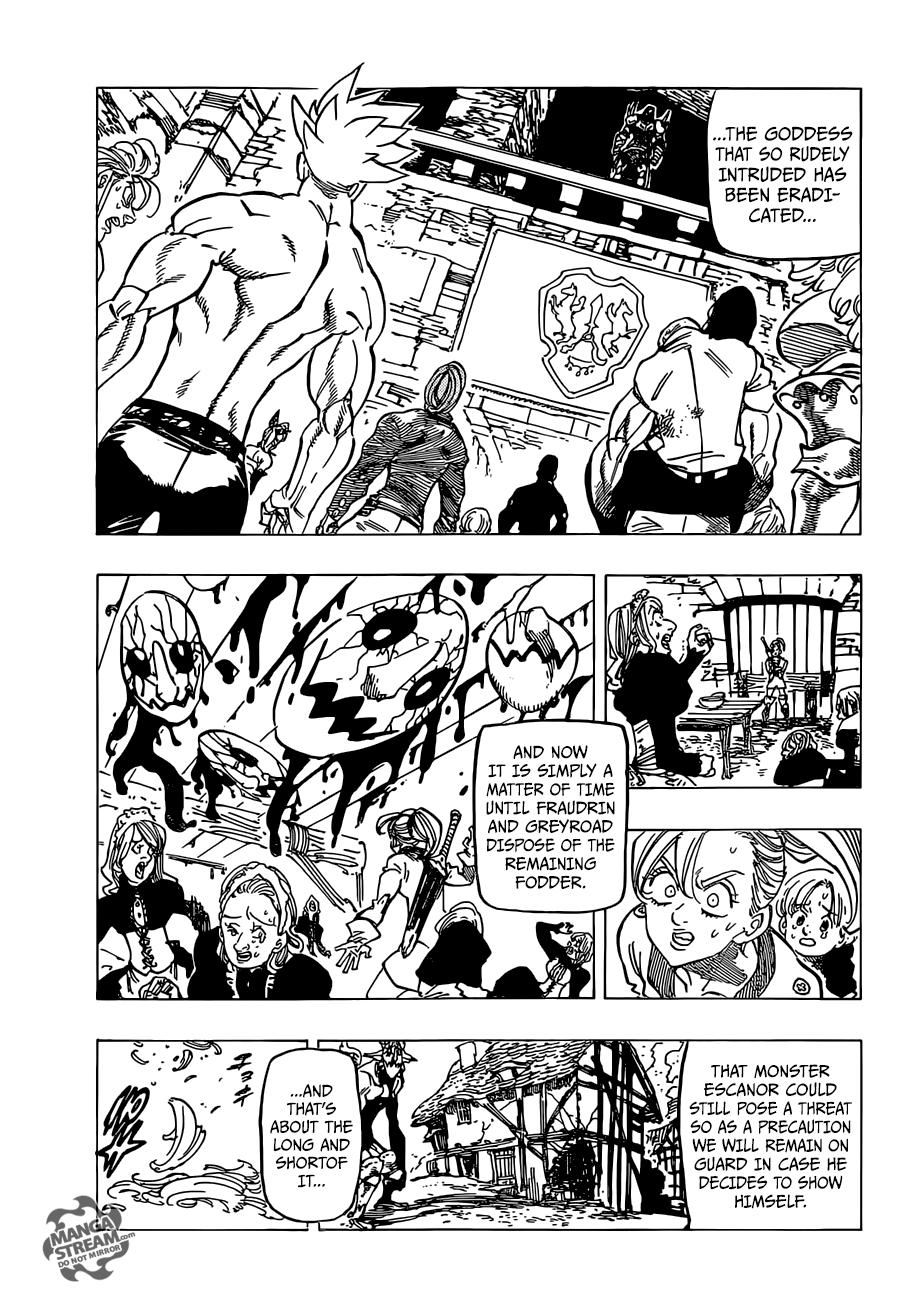 ...THE GODDESS
THAT SO RUDELY
INTRUDED HAS
BEEN ERADI-
CATED...
AND NOW
IT IS SIMPLY A
MATTER OF TIME
UNTIL FRAUDRIN
AND GREYROAD
DISPOSE OF THE
REMAINING
FODDER.
THAT MONSTER
ESCANOR COULD
STILL POSE A THREAT
SO AS A PRECAUTION
WE WILL REMAIN ON
GUARD IN CASE HE
DECIDES TO SHOW
HIMSELF.
...AND
THAT'S
ABOUT THE
LONG AND
SHORTOF
IT...
MANGA
STREAM.com
DO NOT MIRROR!